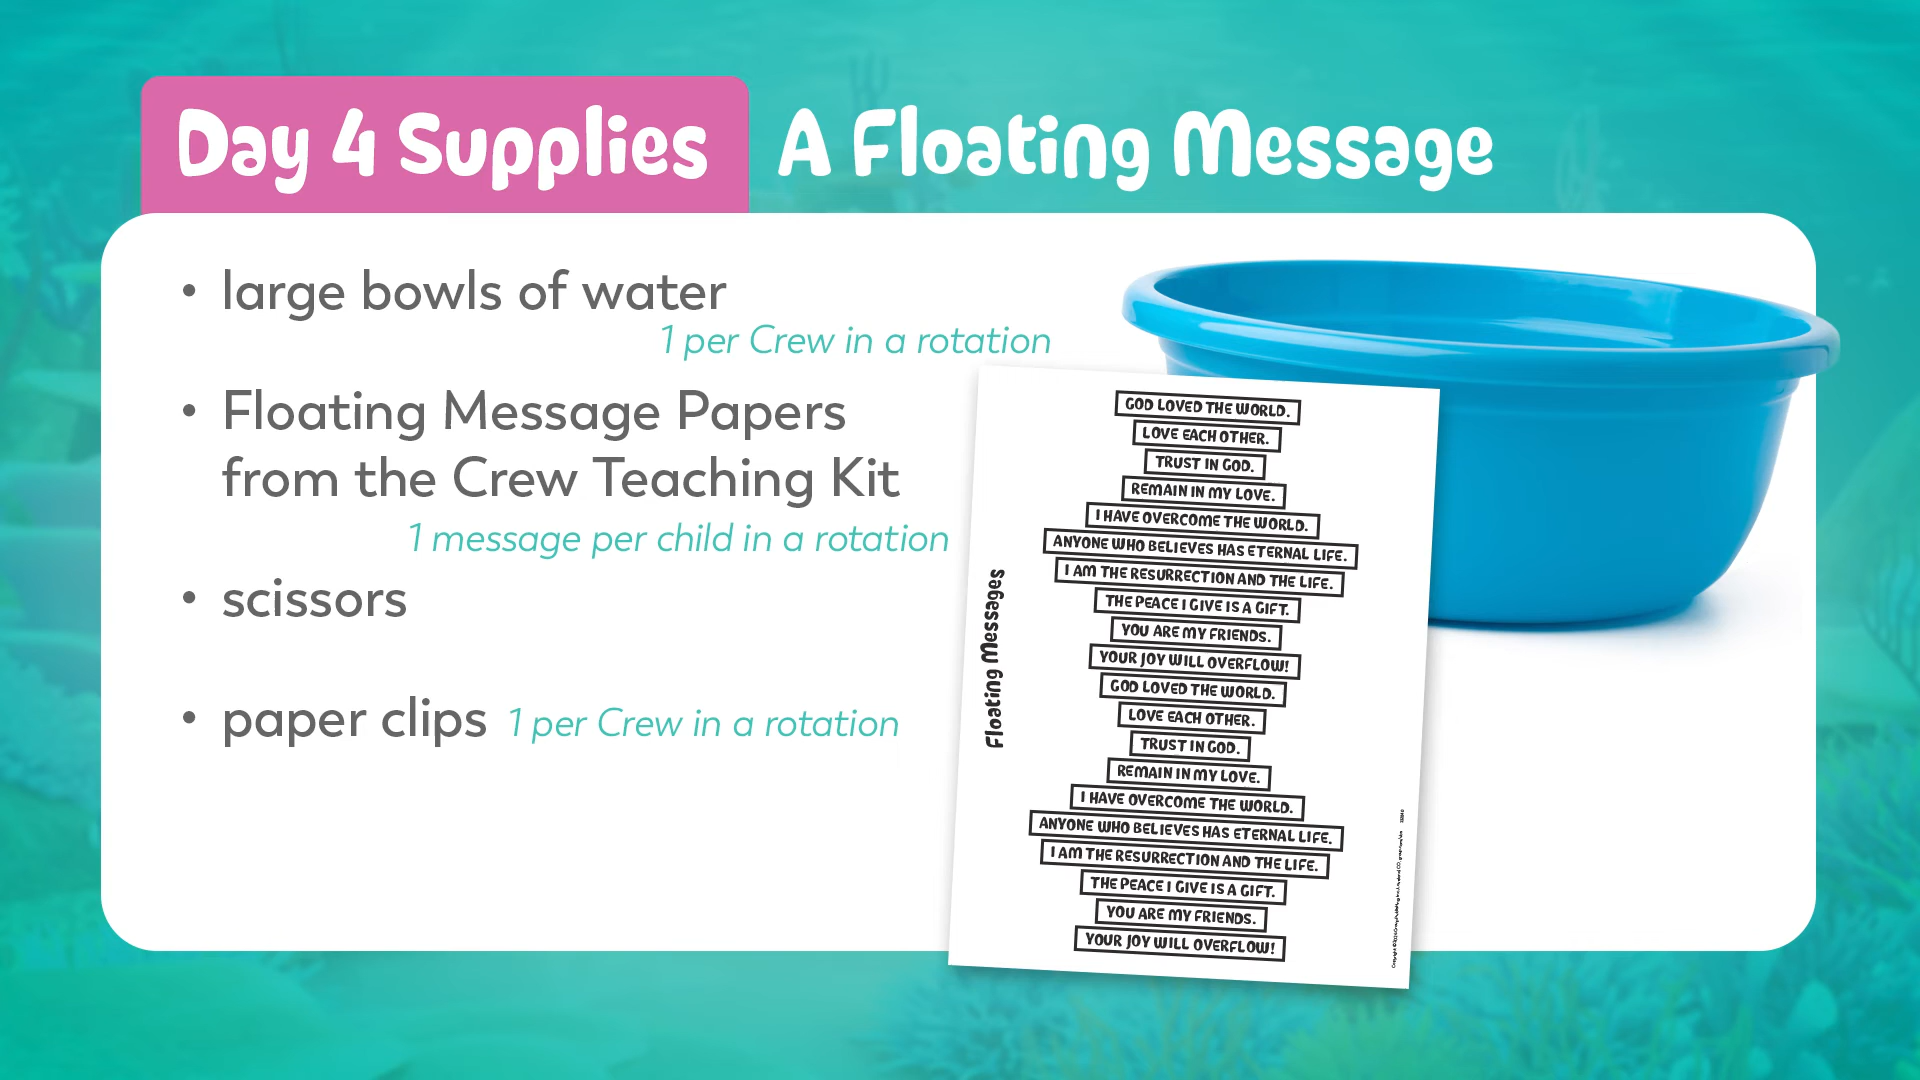 Day 4 Supplies A Floating Message
• large bowls of water
1 per Crew in a rotation
• Floating Message Papers
from the Crew Teaching Kit
1 message per child in a rotation
• scissors
• paper clips 1 per Crew in a rotation
Floating Messages
GOD LOVED THE WORLD.
LOVE EACH OTHER.
TRUST IN GOD.
REMAIN IN MY LOVE.
I HAVE OVERCOME THE WORLD.
ANYONE WHO BELIEVES HAS ETERNAL LIFE.
I AM THE RESURRECTION AND THE LIFE.
THE PEACE I GIVE IS A GIFT.
YOU ARE MY FRIENDS.
YOUR JOY WILL OVERFLOW!
GOD LOVED THE WORLD.
LOVE EACH OTHER.
TRUST IN GOD.
REMAIN IN MY LOVE.
I HAVE OVERCOME THE WORLD.
ANYONE WHO BELIEVES HAS ETERNAL LIFE.
I AM THE RESURRECTION AND THE LIFE.
THE PEACE I GIVE IS A GIFT.
YOU ARE MY FRIENDS.
YOUR JOY WILL OVERFLOW!